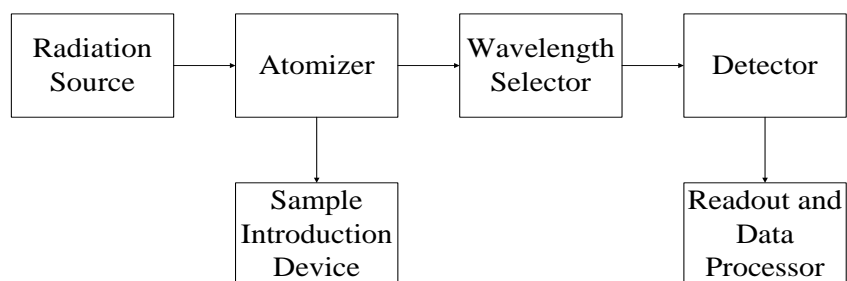 Radiation
Source
Atomizer
Wavelength
Selector
Detector
Sample
Introduction
Device
Readout and
Data
Processor